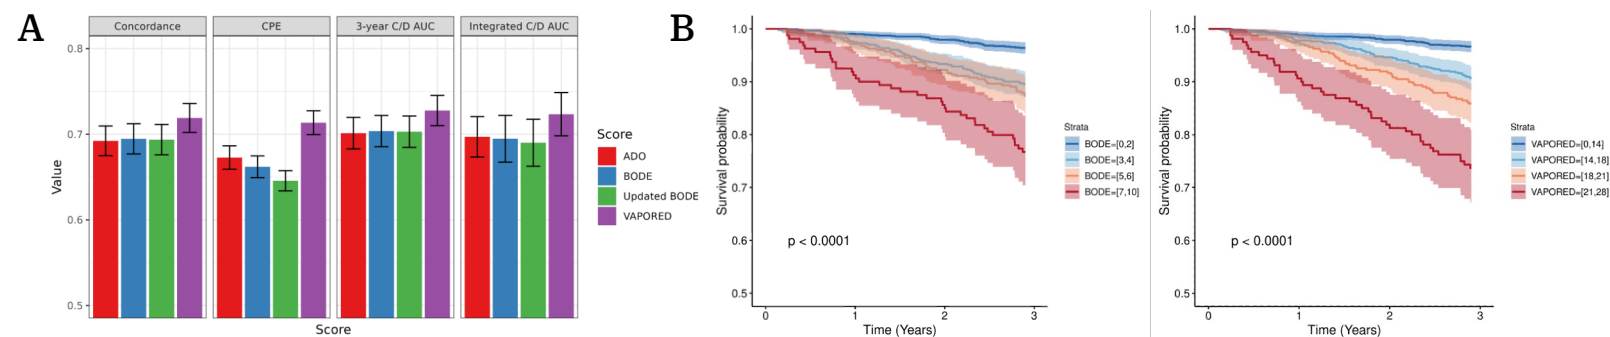 A
Concordance
CPE
3-year C/D AUC
Integrated C/D AUC
0.8
0.7
0.6
0.5
Value
Score
Score
ADO
BODE
Updated BODE
VAPORED
B
1.0
0.9
0.8
0.7
0.6
0.5
Survival probability
p < 0.0001
0
1
2
3
Time (Years)
Strata
BODE=[0,2]
BODE=[3,4]
BODE=[5,6]
BODE=[7,10]
1.0
0.9
0.8
0.7
0.6
0.5
Survival probability
p < 0.0001
0
1
2
3
Time (Years)
Strata
VAPORED=[0,14]
VAPORED=[14,18]
VAPORED=[18,21]
VAPORED=[21,28]